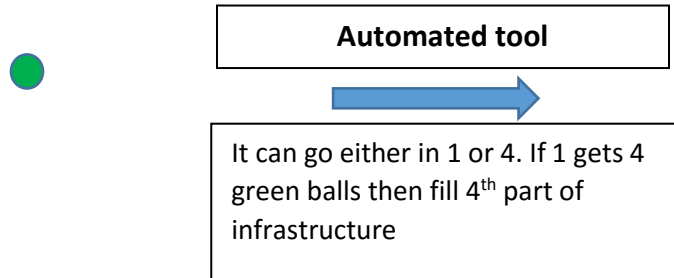 Automated tool
It can go either in 1 or 4. If 1 gets 4
green balls then fill 4th part of
infrastructure